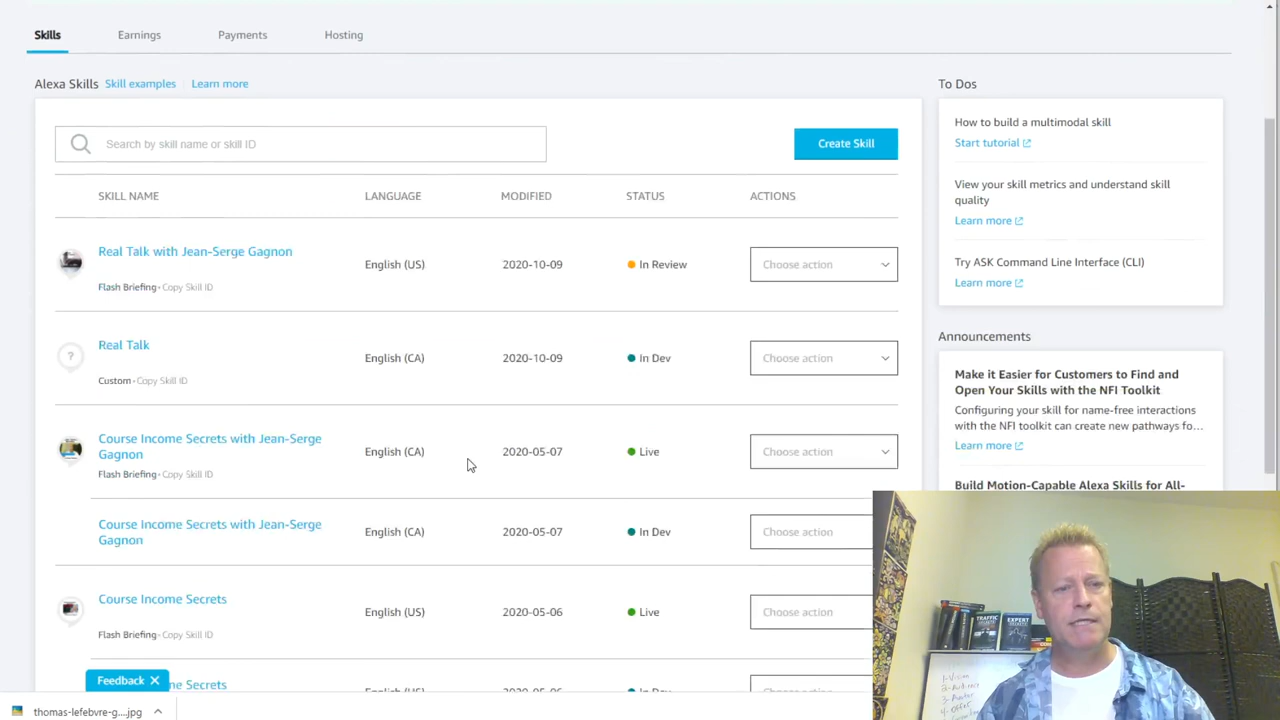 Skills
Earnings
Payments
Hosting
Alexa Skills
Skill examples
Learn more
Search by skill name or skill ID
Create Skill
SKILL NAME
LANGUAGE
MODIFIED
STATUS
ACTIONS
Real Talk with Jean-Serge Gagnon
Flash Briefing · Copy Skill ID
English (US)
2020-10-09
In Review
Choose action
?
Real Talk
Custom · Copy Skill ID
English (CA)
2020-10-09
In Dev
Choose action
Course Income Secrets with Jean-Serge
Gagnon
Flash Briefing · Copy Skill ID
English (CA)
2020-05-07
Live
Choose action
Course Income Secrets with Jean-Serge
Gagnon
English (CA)
2020-05-07
In Dev
Choose action
Course Income Secrets
Flash Briefing · Copy Skill ID
English (US)
2020-05-06
Live
Choose action
Feedback ×
me Secrets
English (US)
2020-05-06
In Dev
Choose action
thomas-lefebvre-g....jpg
To Dos
How to build a multimodal skill
Start tutorial
View your skill metrics and understand skill
quality
Learn more
Try ASK Command Line Interface (CLI)
Learn more
Announcements
Make it Easier for Customers to Find and
Open Your Skills with the NFI Toolkit
Configuring your skill for name-free interactions
with the NFI toolkit can create new pathways fo...
Learn more
Build Motion-Capable Alexa Skills for All-
TRAFFIC
SECRETS
EXPERT
SECRETS